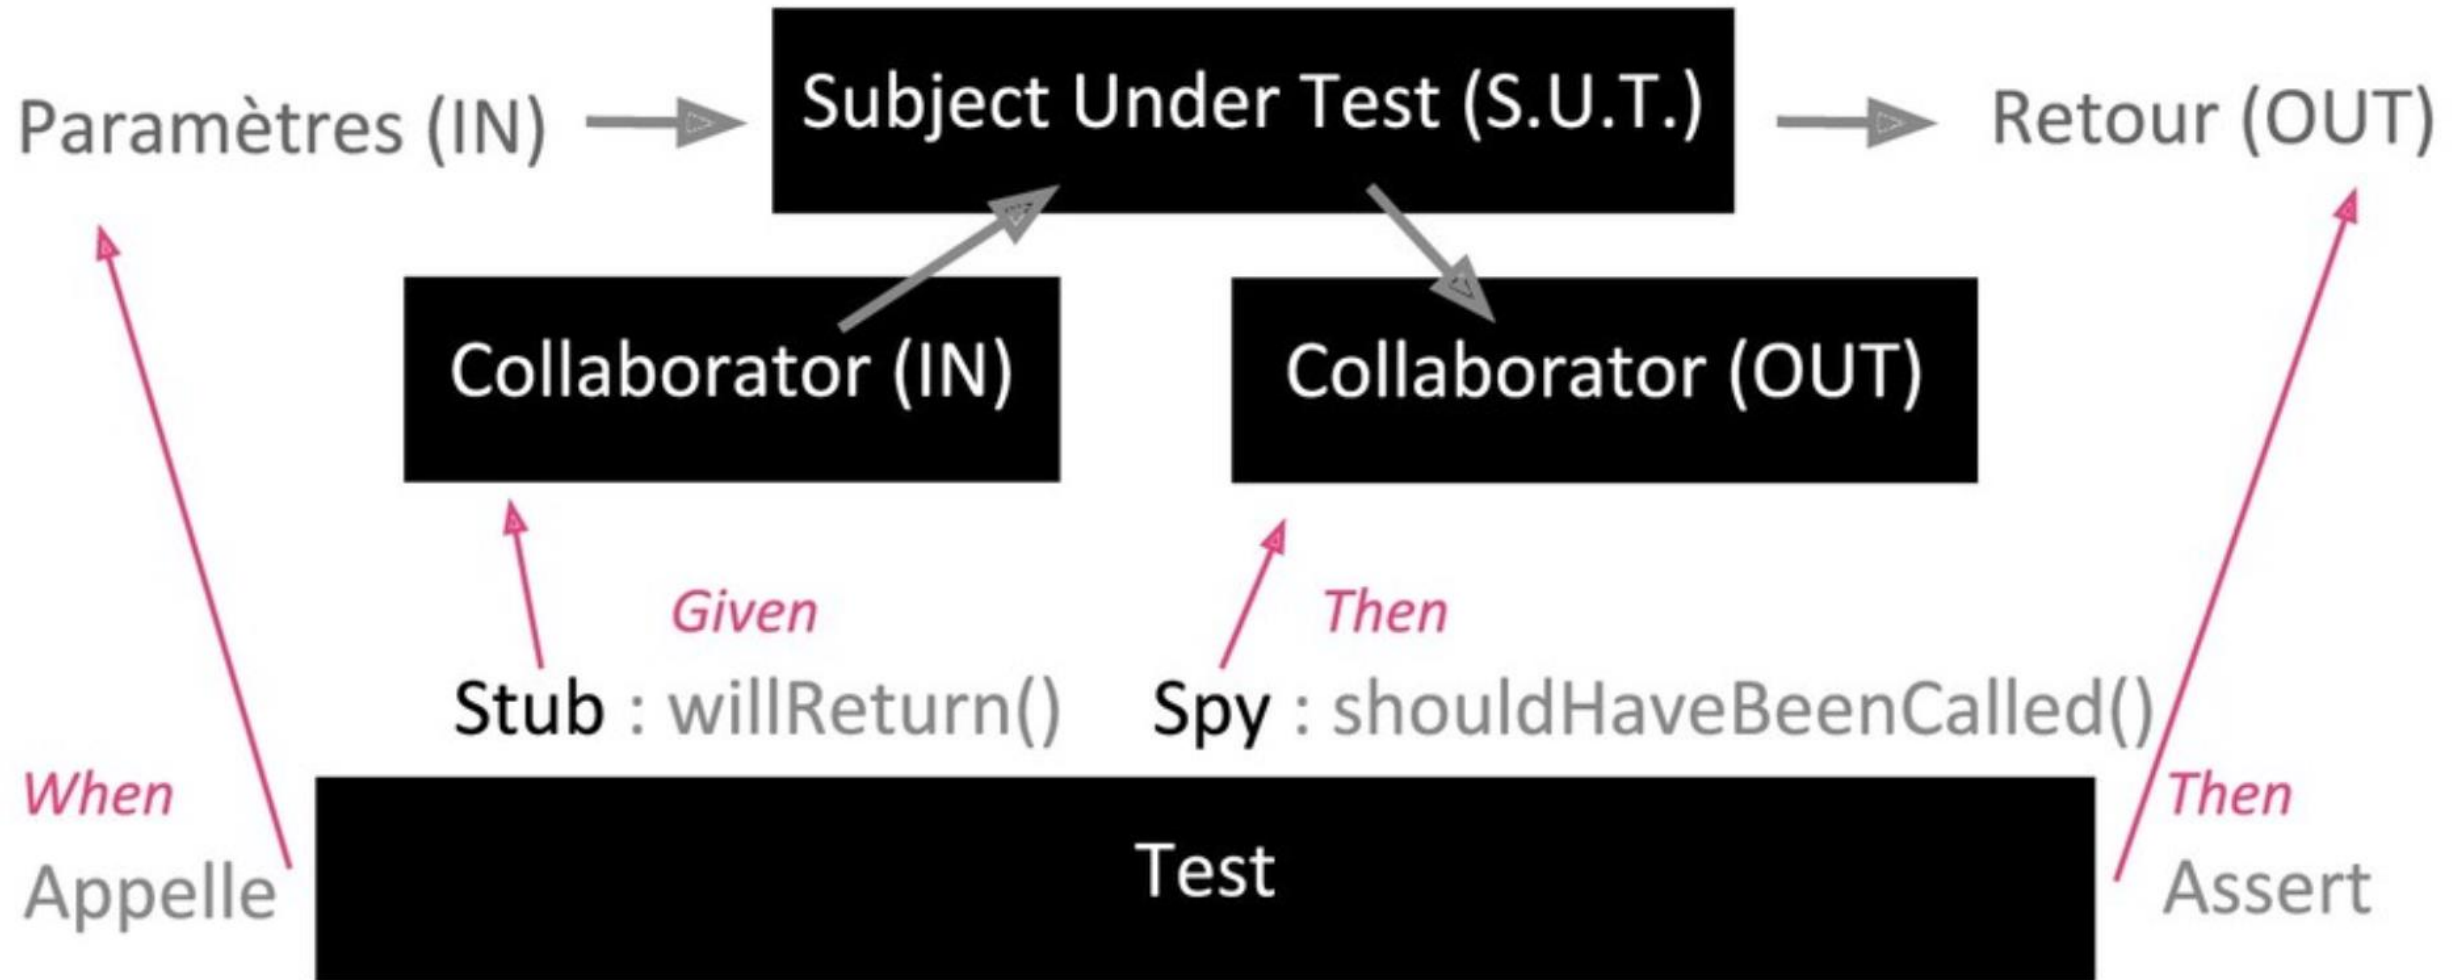 Subject Under Test (S.U.T.)
Paramètres (IN)
Retour (OUT)
Collaborator (IN)
Collaborator (OUT)
Given
Then
Stub : willReturn()
Spy : shouldHaveBeenCalled()
When
Then
Appelle
Test
Assert